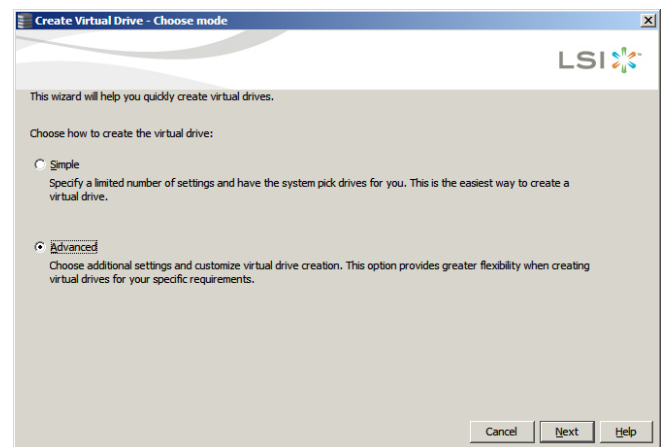 Create Virtual Drive - Choose mode
LSI
This wizard will help you quickly create virtual drives.
Choose how to create the virtual drive:
Simple
Specify a limited number of settings and have the system pick drives for you. This is the easiest way to create a
virtual drive.
Advanced
Choose additional settings and customize virtual drive creation. This option provides greater flexibility when creating
virtual drives for your specific requirements.
Cancel Next Help